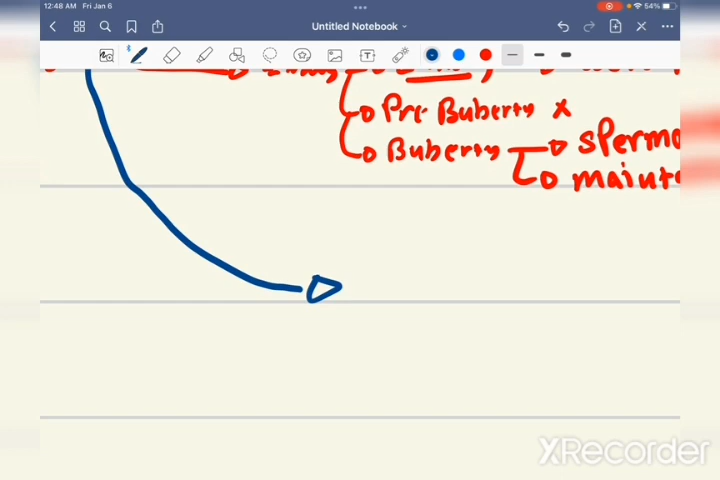 12:48 AM Fri Jan 6
54%
Untitled Notebook
Pre Buberty x
Buberty
sPerm
maint
XRecorder